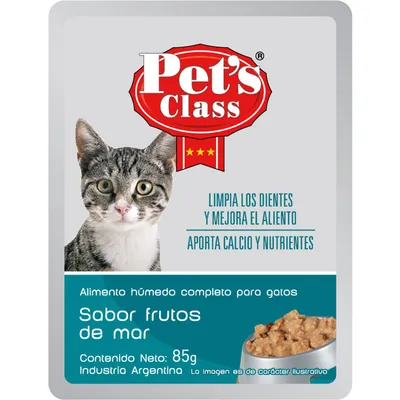 Pet's®
Class
LIMPIA LOS DIENTES
Y MEJORA EL ALIENTO
APORTA CALCIO Y NUTRIENTES
Alimento húmedo completo para gatos
Sabor frutos
de mar
Contenido Neto: 85g
Industria Argentina La imagen es de carácter ilustrativo